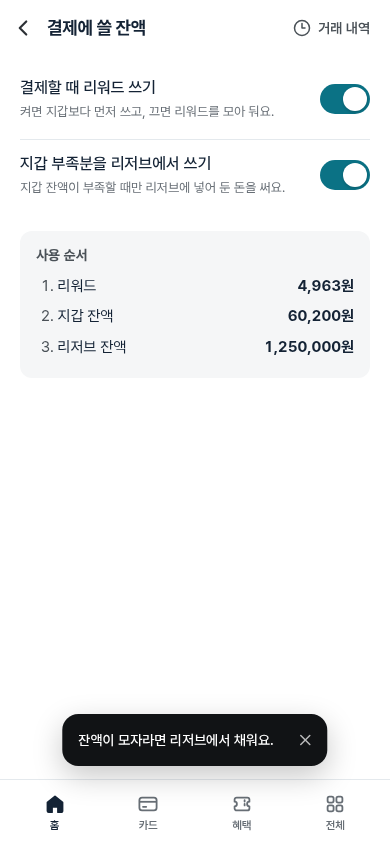 결제에 쓸 잔액
거래 내역
결제할 때 리워드 쓰기
켜면 지갑보다 먼저 쓰고, 끄면 리워드를 모아 둬요.
지갑 부족분을 리저브에서 쓰기
지갑 잔액이 부족할 때만 리저브에 넣어 둔 돈을 써요.
사용 순서
1. 리워드 4,963원
2. 지갑 잔액 60,200원
3. 리저브 잔액 1,250,000원
잔액이 모자라면 리저브에서 채워요.
홈 카드 혜택 전체